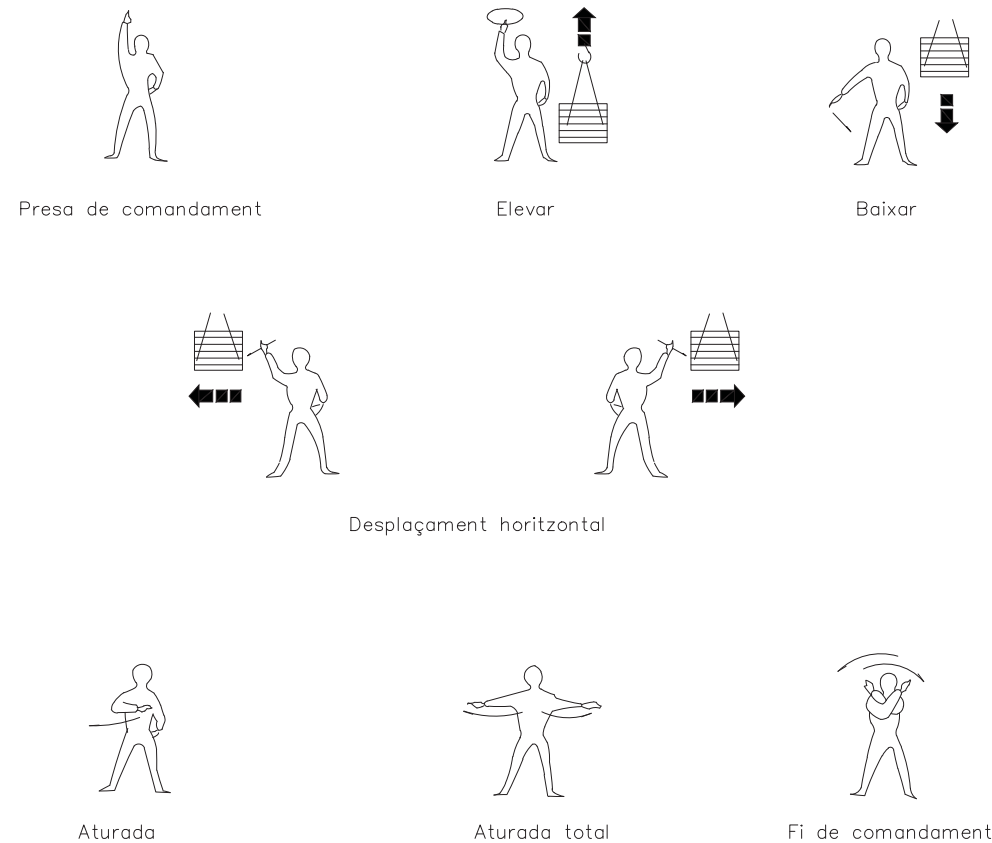 Presa de comandament
Elevar
Baixar
Desplaçament horitzontal
Aturada
Aturada total
Fi de comandament